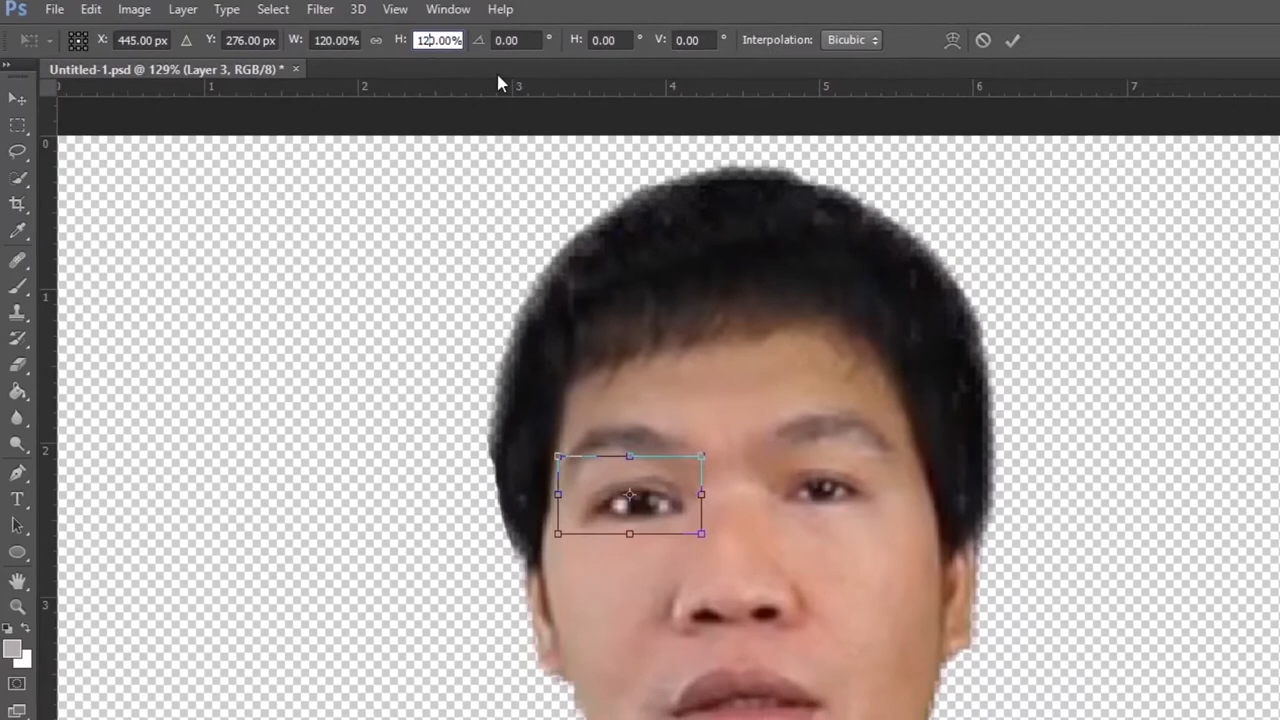 Ps File Edit Image Layer Type Select Filter 3D View Window Help
X: 445.00 px Y: 276.00 px W: 120.00% H: 120.00% 0.00 ° H: 0.00 ° V: 0.00 ° Interpolation: Bicubic
Untitled-1.psd @ 129% (Layer 3, RGB/8) * ×
0 1 2 3 4 5 6 7
0
1
2
3